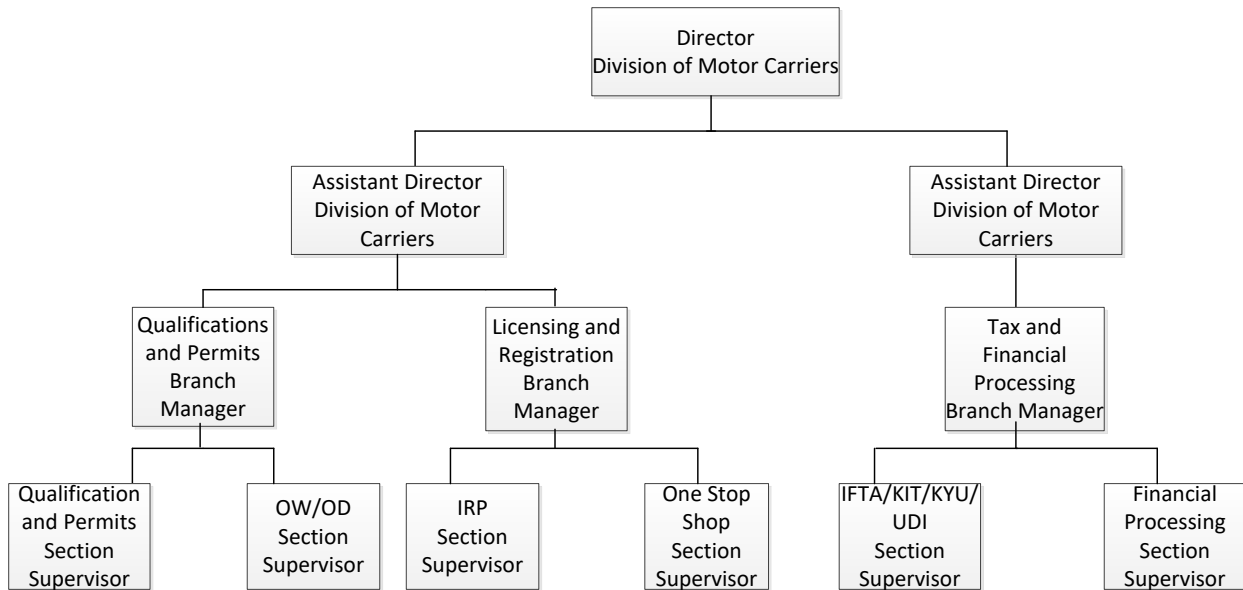 Director
Division of Motor Carriers
Assistant Director
Division of Motor
Carriers
Assistant Director
Division of Motor
Carriers
Qualifications
and Permits
Branch
Manager
Licensing and
Registration
Branch
Manager
Tax and
Financial
Processing
Branch Manager
Qualification
and Permits
Section
Supervisor
OW/OD
Section
Supervisor
IRP
Section
Supervisor
One Stop
Shop
Section
Supervisor
IFTA/KIT/KYU/
UDI
Section
Supervisor
Financial
Processing
Section
Supervisor